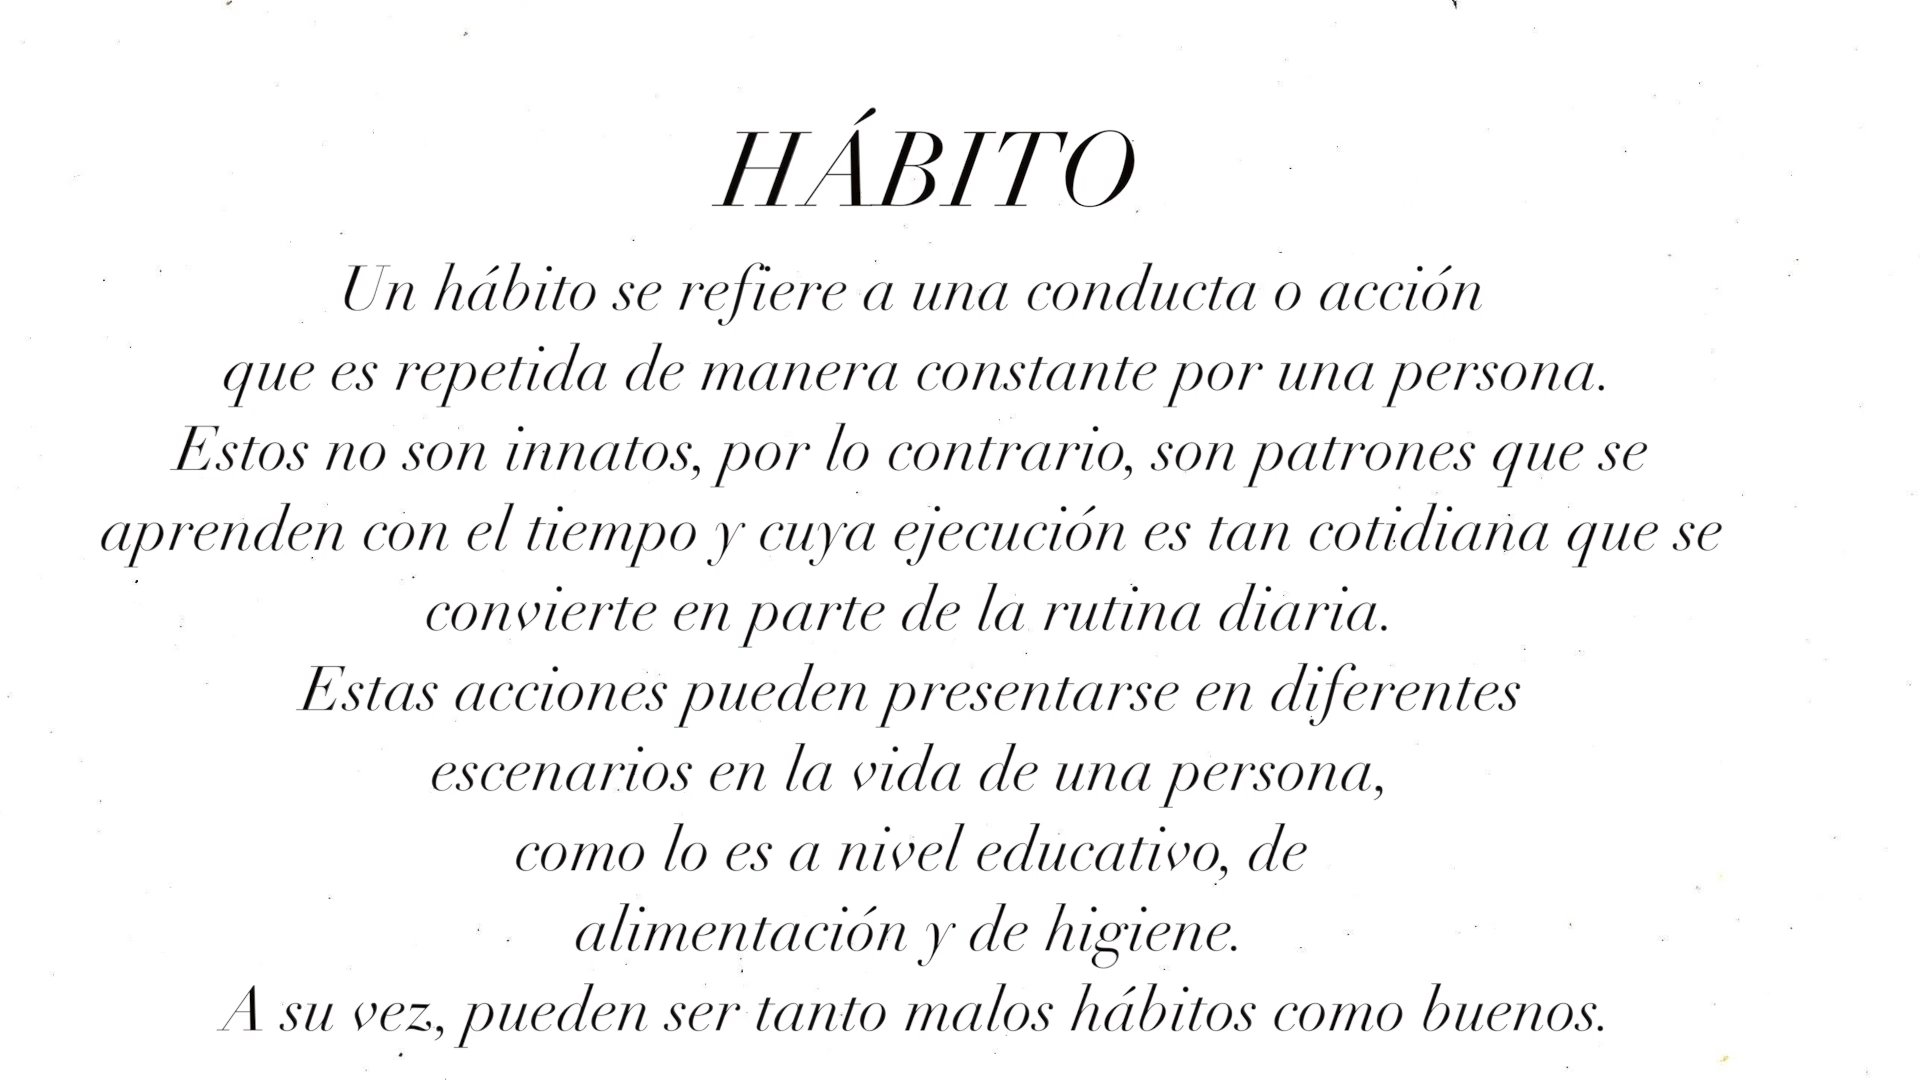 HÁBITO
Un hábito se refiere a una conducta o acción
que es repetida de manera constante por una persona.
Estos no son innatos, por lo contrario, son patrones que se
aprenden con el tiempo y cuya ejecución es tan cotidiana que se
convierte en parte de la rutina diaria.
Estas acciones pueden presentarse en diferentes
escenarios en la vida de una persona,
como lo es a nivel educativo, de
alimentación y de higiene.
A su vez, pueden ser tanto malos hábitos como buenos.